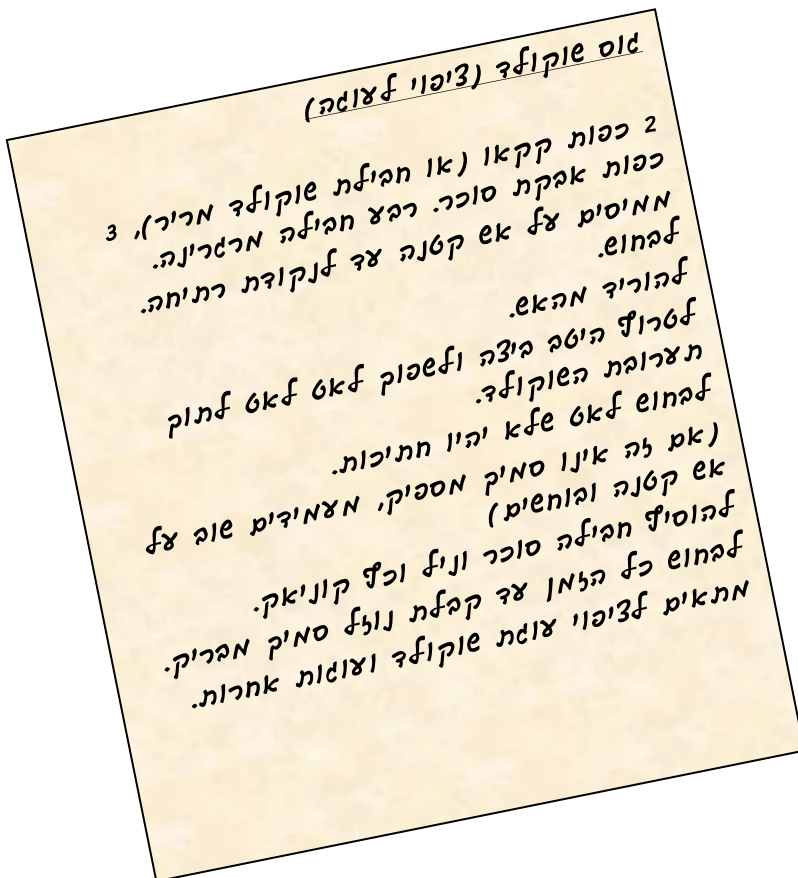 גוס שוקולד (ציפוי לעוגה)
2 כפות קקאו (או חבילת שוקולד מריר), 3
כפות אבקת סוכר. רבע חבילה מרגרינה.
ממיסים על אש קטנה עד לנקודת רתיחה.
לבחוש.
להוריד מהאש.
לטרוף היטב ביצה ולשפוך לאט לאט לתוך
תערובת השוקולד.
לבחוש לאט שלא יהיו חתיכות.
(אם זה אינו סמיך מספיק, מעמידים שוב על
אש קטנה ובוחשים)
להוסיף חבילה סוכר וניל וכף קוניאק.
לבחוש כל הזמן עד קבלת נוזל סמיך מבריק.
מתאים לציפוי עוגת שוקולד ועוגות אחרות.